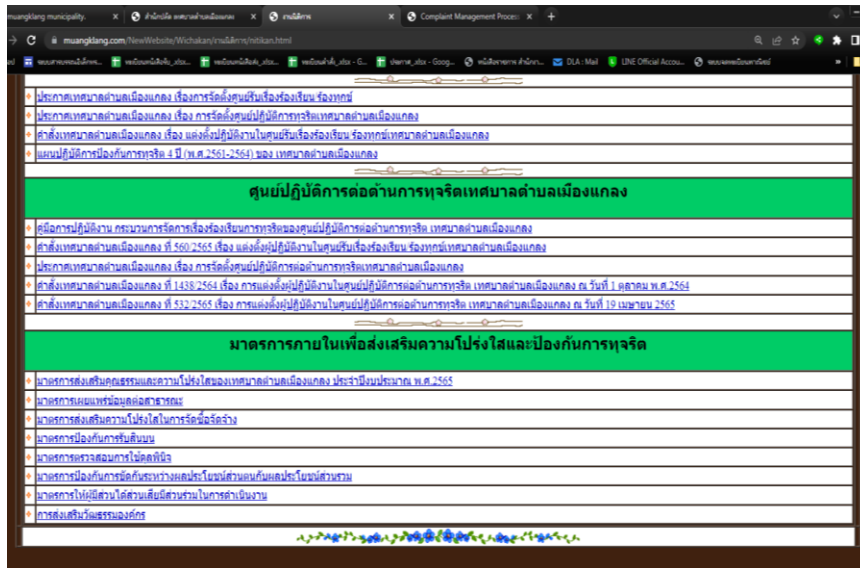 muangklang municipality.
สำนักปลัด เทศบาลตำบลเมืองแกลง
งานนิติกร
Complaint Management Process
muangklang.com/NewWebsite/Wichakan/งานนิติกร/nitikan.html
DLA : Mail
LINE Official Accou...
ประกาศเทศบาลตำบลเมืองแกลง เรื่องการจัดตั้งศูนย์รับเรื่องร้องเรียน ร้องทุกข์
ประกาศเทศบาลตำบลเมืองแกลง เรื่อง การจัดตั้งศูนย์ปฏิบัติการทุจริตเทศบาลตำบลเมืองแกลง
คำสั่งเทศบาลตำบลเมืองแกลง เรื่อง แต่งตั้งปฏิบัติงานในศูนย์รับเรื่องร้องเรียน ร้องทุกข์เทศบาลตำบลเมืองแกลง
แผนปฏิบัติการป้องกันการทุจริต 4 ปี (พ.ศ.2561-2564) ของ เทศบาลตำบลเมืองแกลง
ศูนย์ปฏิบัติการต่อต้านการทุจริตเทศบาลตำบลเมืองแกลง
คู่มือการปฏิบัติงาน กระบวนการจัดการเรื่องร้องเรียนการทุจริตของศูนย์ปฏิบัติการต่อต้านการทุจริต เทศบาลตำบลเมืองแกลง
คำสั่งเทศบาลตำบลเมืองแกลง ที่ 560/2565 เรื่อง แต่งตั้งผู้ปฏิบัติงานในศูนย์รับเรื่องร้องเรียน ร้องทุกข์เทศบาลตำบลเมืองแกลง
ประกาศเทศบาลตำบลเมืองแกลง เรื่อง การจัดตั้งศูนย์ปฏิบัติการต่อต้านการทุจริตเทศบาลตำบลเมืองแกลง
คำสั่งเทศบาลตำบลเมืองแกลง ที่ 1438/2564 เรื่อง การแต่งตั้งผู้ปฏิบัติงานในศูนย์ปฏิบัติการต่อต้านการทุจริต เทศบาลตำบลเมืองแกลง ณ วันที่ 1 ตุลาคม พ.ศ.2564
คำสั่งเทศบาลตำบลเมืองแกลง ที่ 532/2565 เรื่อง การแต่งตั้งผู้ปฏิบัติงานในศูนย์ปฏิบัติการต่อต้านการทุจริต เทศบาลตำบลเมืองแกลง ณ วันที่ 19 เมษายน 2565
มาตรการภายในเพื่อส่งเสริมความโปร่งใสและป้องกันการทุจริต
มาตรการส่งเสริมคุณธรรมและความโปร่งใสของเทศบาลตำบลเมืองแกลง ประจำปีงบประมาณ พ.ศ.2565
มาตรการเผยแพร่ข้อมูลต่อสาธารณะ
มาตรการส่งเสริมความโปร่งใสในการจัดซื้อจัดจ้าง
มาตรการป้องกันการรับสินบน
มาตรการตรวจสอบการใช้ดุลพินิจ
มาตรการป้องกันการขัดกันระหว่างผลประโยชน์ส่วนตนกับผลประโยชน์ส่วนรวม
มาตรการให้ผู้มีส่วนได้ส่วนเสียมีส่วนร่วมในการดำเนินงาน
การส่งเสริมวัฒธรรมองค์กร